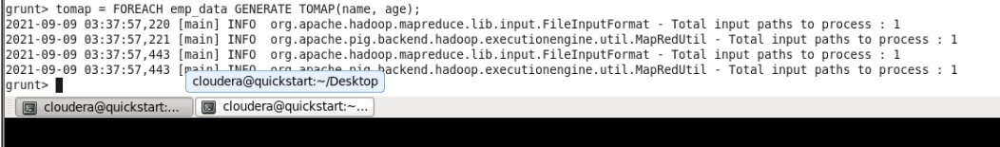 grunt> tomap = FOREACH emp_data GENERATE TOMAP(name, age);
2021-09-09 03:37:57,220 [main] INFO  org.apache.hadoop.mapreduce.lib.input.FileInputFormat - Total input paths to process : 1
2021-09-09 03:37:57,221 [main] INFO  org.apache.pig.backend.hadoop.executionengine.util.MapRedUtil - Total input paths to process : 1
2021-09-09 03:37:57,443 [main] INFO  org.apache.hadoop.mapreduce.lib.input.FileInputFormat - Total input paths to process : 1
2021-09-09 03:37:57,443 [main] INFO  org.apache.pig.backend.hadoop.executionengine.util.MapRedUtil - Total input paths to process : 1
grunt>
cloudera@quickstart:~/Desktop
cloudera@quickstart:... cloudera@quickstart:~...